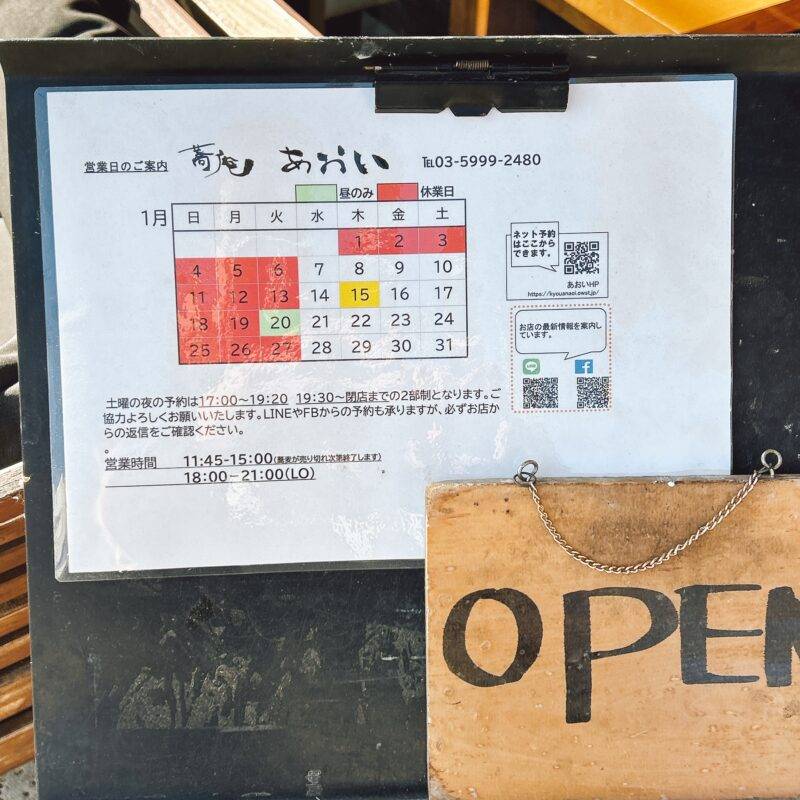 営業日のご案内 蕎庵 あおい ℡03-5999-2480
昼のみ 休業日
1月 日 月 火 水 木 金 土
1 2 3
4 5 6 7 8 9 10
11 12 13 14 15 16 17
18 19 20 21 22 23 24
25 26 27 28 29 30 31
ネット予約
はここから
できます。
あおいHP
https://kyouanaoi.owst.jp/
お店の最新情報を案内し
ています。
土曜の夜の予約は17:00〜19:20 19:30〜閉店までの2部制となります。ご
協力よろしくお願いいたします。LINEやFBからの予約も承りますが、必ずお店か
らの返信をご確認ください。
。
営業時間 11:45-15:00(蕎麦が売り切れ次第終了します)
18:00－21:00(LO)
OPEN